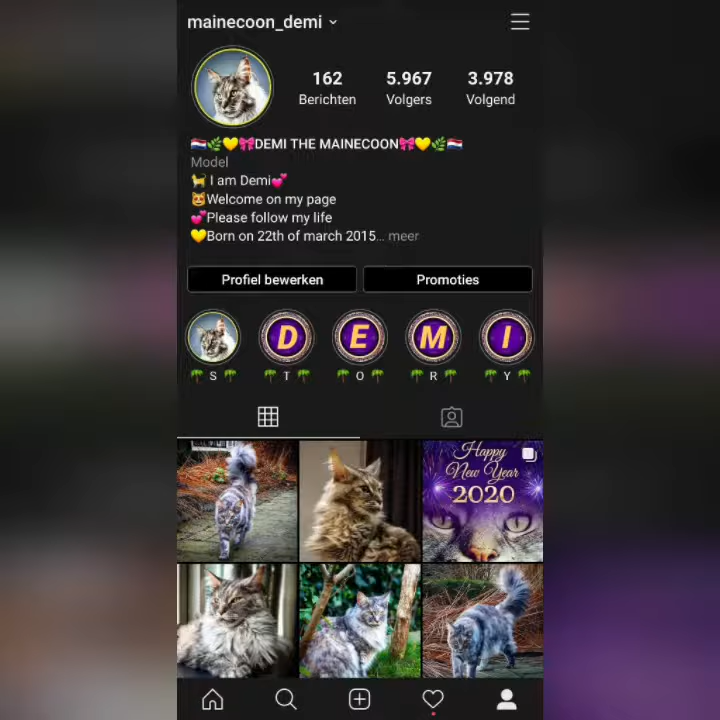 mainecoon_demi
162 5.967 3.978
Berichten Volgers Volgend
DEMI THE MAINECOON
Model
I am Demi
Welcome on my page
Please follow my life
Born on 22th of march 2015... meer
Profiel bewerken Promoties
D E M I
S T O R Y
Happy
New Year
2020